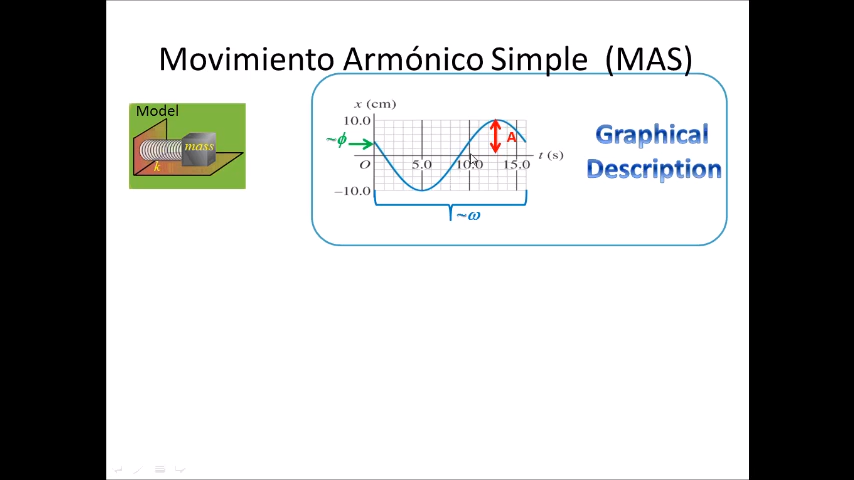 Movimiento Armónico Simple (MAS)
Model
mass
k
x (cm)
10.0
~ϕ
A
O
5.0
10.0
15.0
t (s)
−10.0
~ω
Graphical
Description